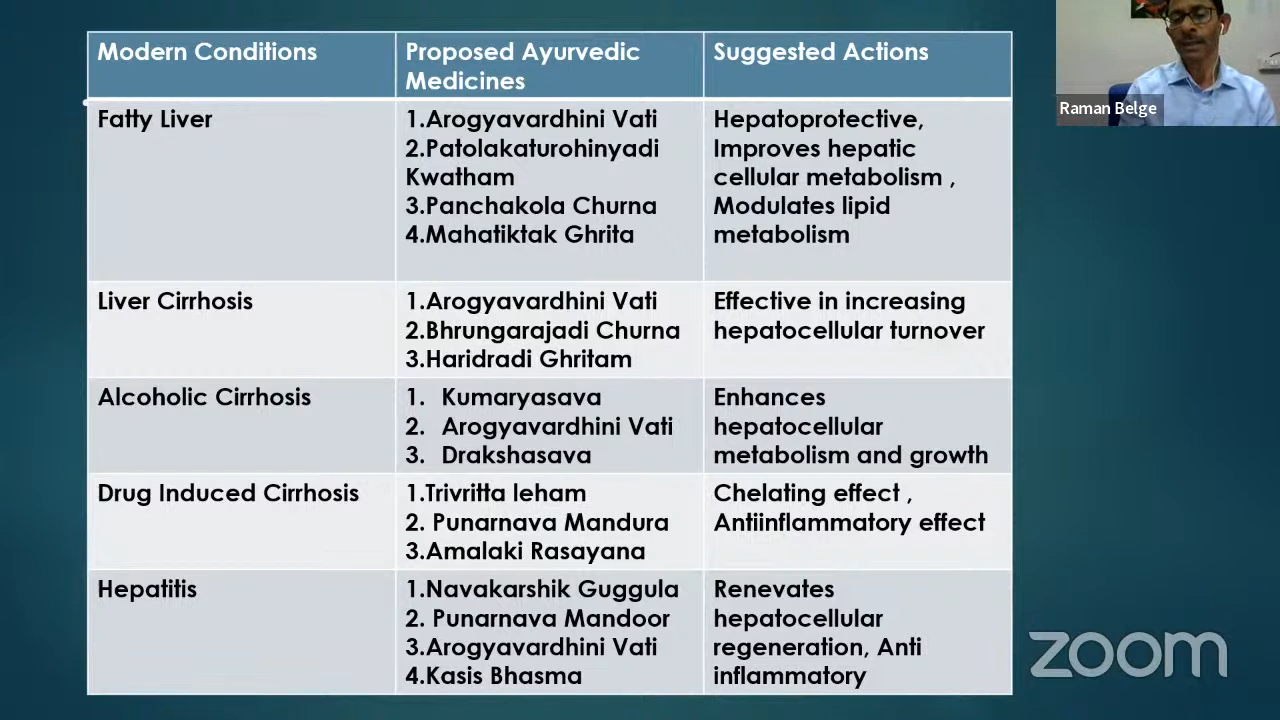 Modern Conditions
Proposed Ayurvedic
Medicines
Suggested Actions
Fatty Liver
1.Arogyavardhini Vati
2.Patolakaturohinyadi
Kwatham
3.Panchakola Churna
4.Mahatiktak Ghrita
Hepatoprotective,
Improves hepatic
cellular metabolism ,
Modulates lipid
metabolism
Liver Cirrhosis
1.Arogyavardhini Vati
2.Bhrungarajadi Churna
3.Haridradi Ghritam
Effective in increasing
hepatocellular turnover
Alcoholic Cirrhosis
1. Kumaryasava
2. Arogyavardhini Vati
3. Drakshasava
Enhances
hepatocellular
metabolism and growth
Drug Induced Cirrhosis
1.Trivritta leham
2. Punarnava Mandura
3.Amalaki Rasayana
Chelating effect ,
Antiinflammatory effect
Hepatitis
1.Navakarshik Guggula
2. Punarnava Mandoor
3.Arogyavardhini Vati
4.Kasis Bhasma
Renevates
hepatocellular
regeneration, Anti
inflammatory
Raman Belge
zoom